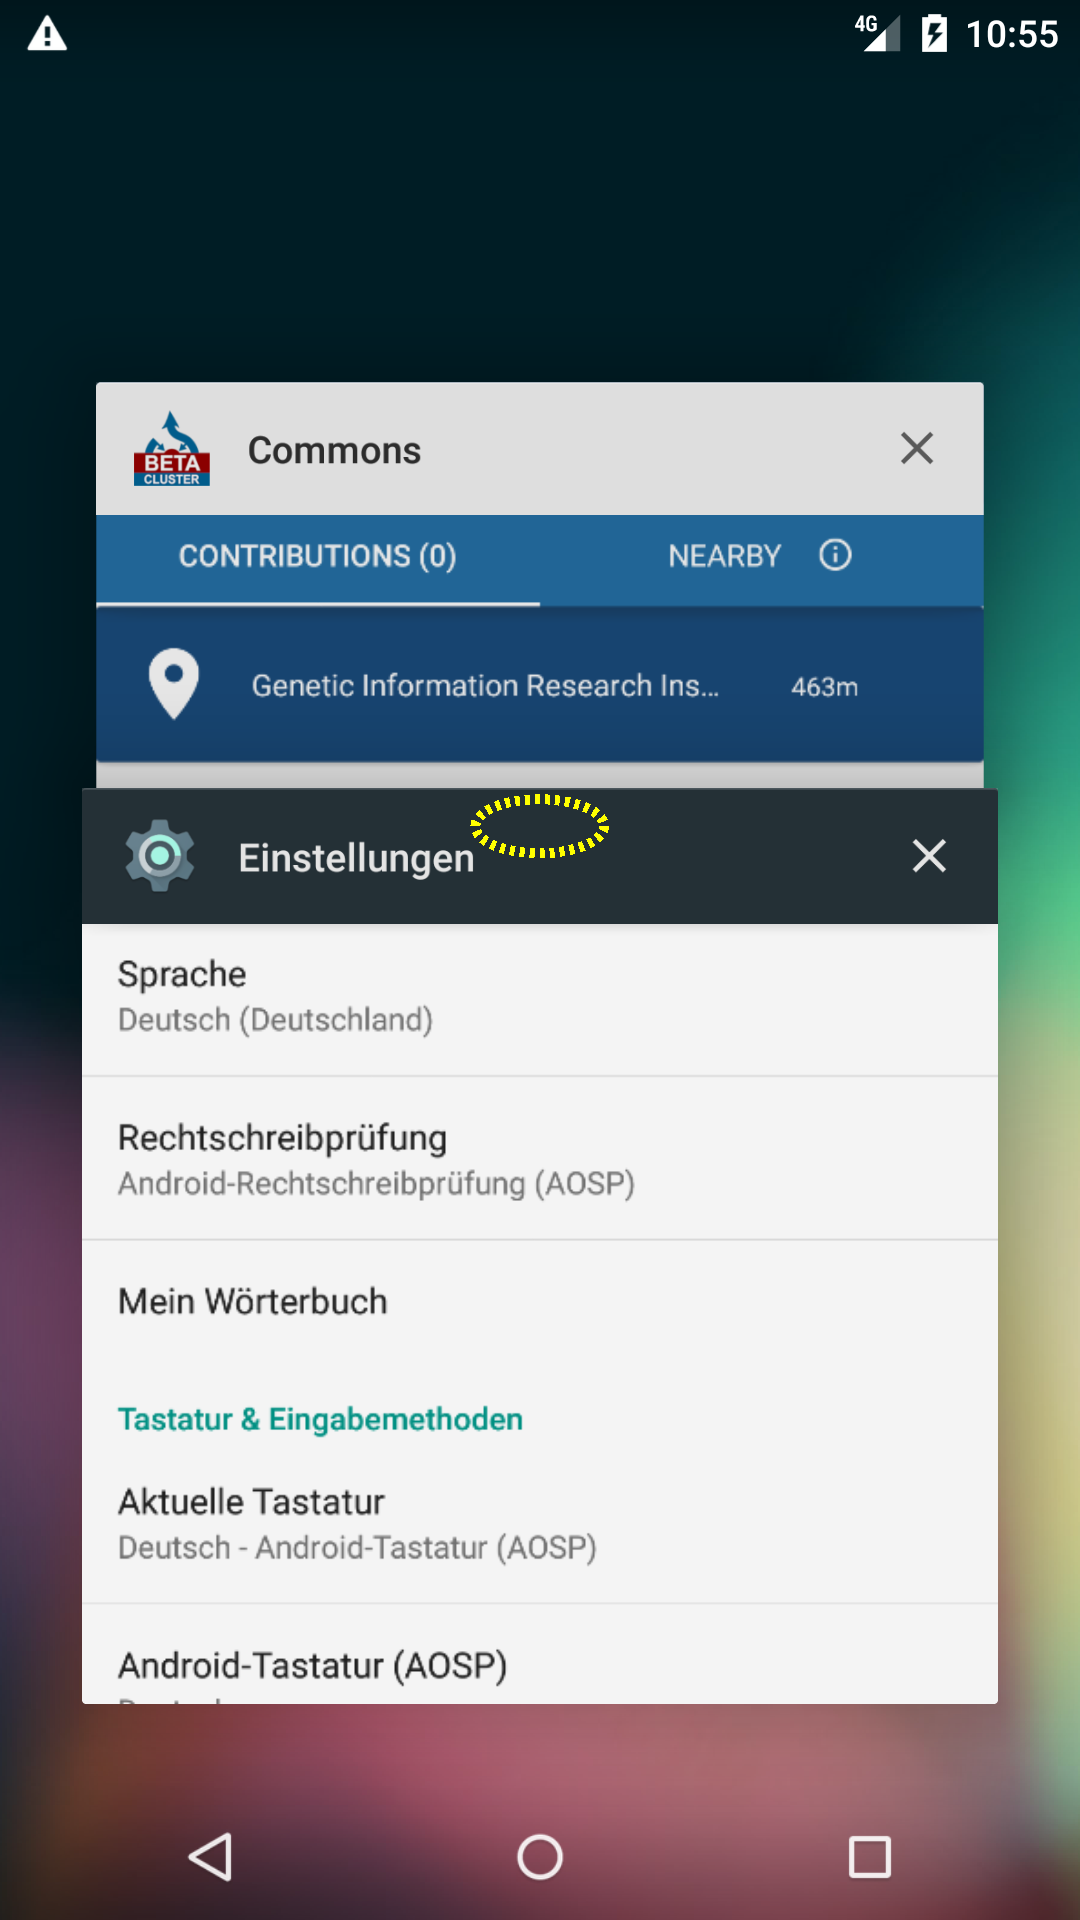 4G 10:55
BETA
CLUSTER
Commons
CONTRIBUTIONS (0) NEARBY
Genetic Information Research Ins... 463m
Einstellungen
Sprache
Deutsch (Deutschland)
Rechtschreibprüfung
Android-Rechtschreibprüfung (AOSP)
Mein Wörterbuch
Tastatur & Eingabemethoden
Aktuelle Tastatur
Deutsch - Android-Tastatur (AOSP)
Android-Tastatur (AOSP)